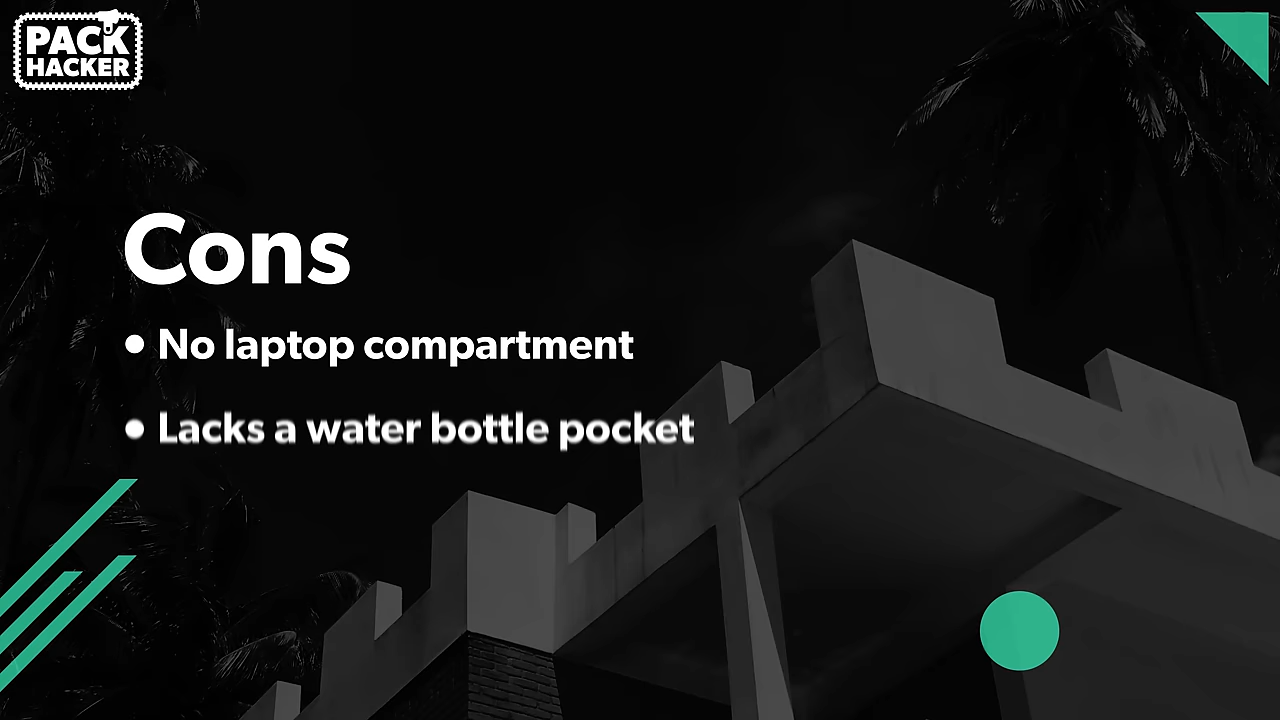 PACK
HACKER
Cons
• No laptop compartment
• Lacks a water bottle pocket